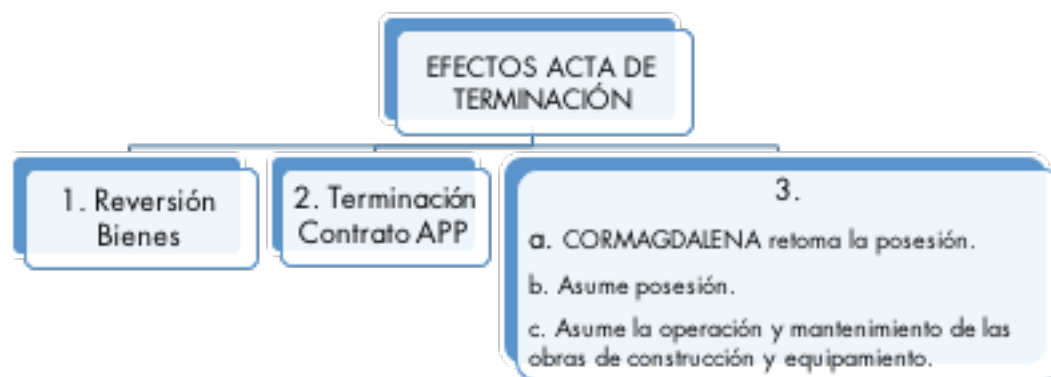 EFECTOS ACTA DE
TERMINACIÓN
1. Reversión
Bienes
2. Terminación
Contrato APP
3.
a. CORMAGDALENA retoma la posesión.
b. Asume posesión.
c. Asume la operación y mantenimiento de las
obras de construcción y equipamiento.